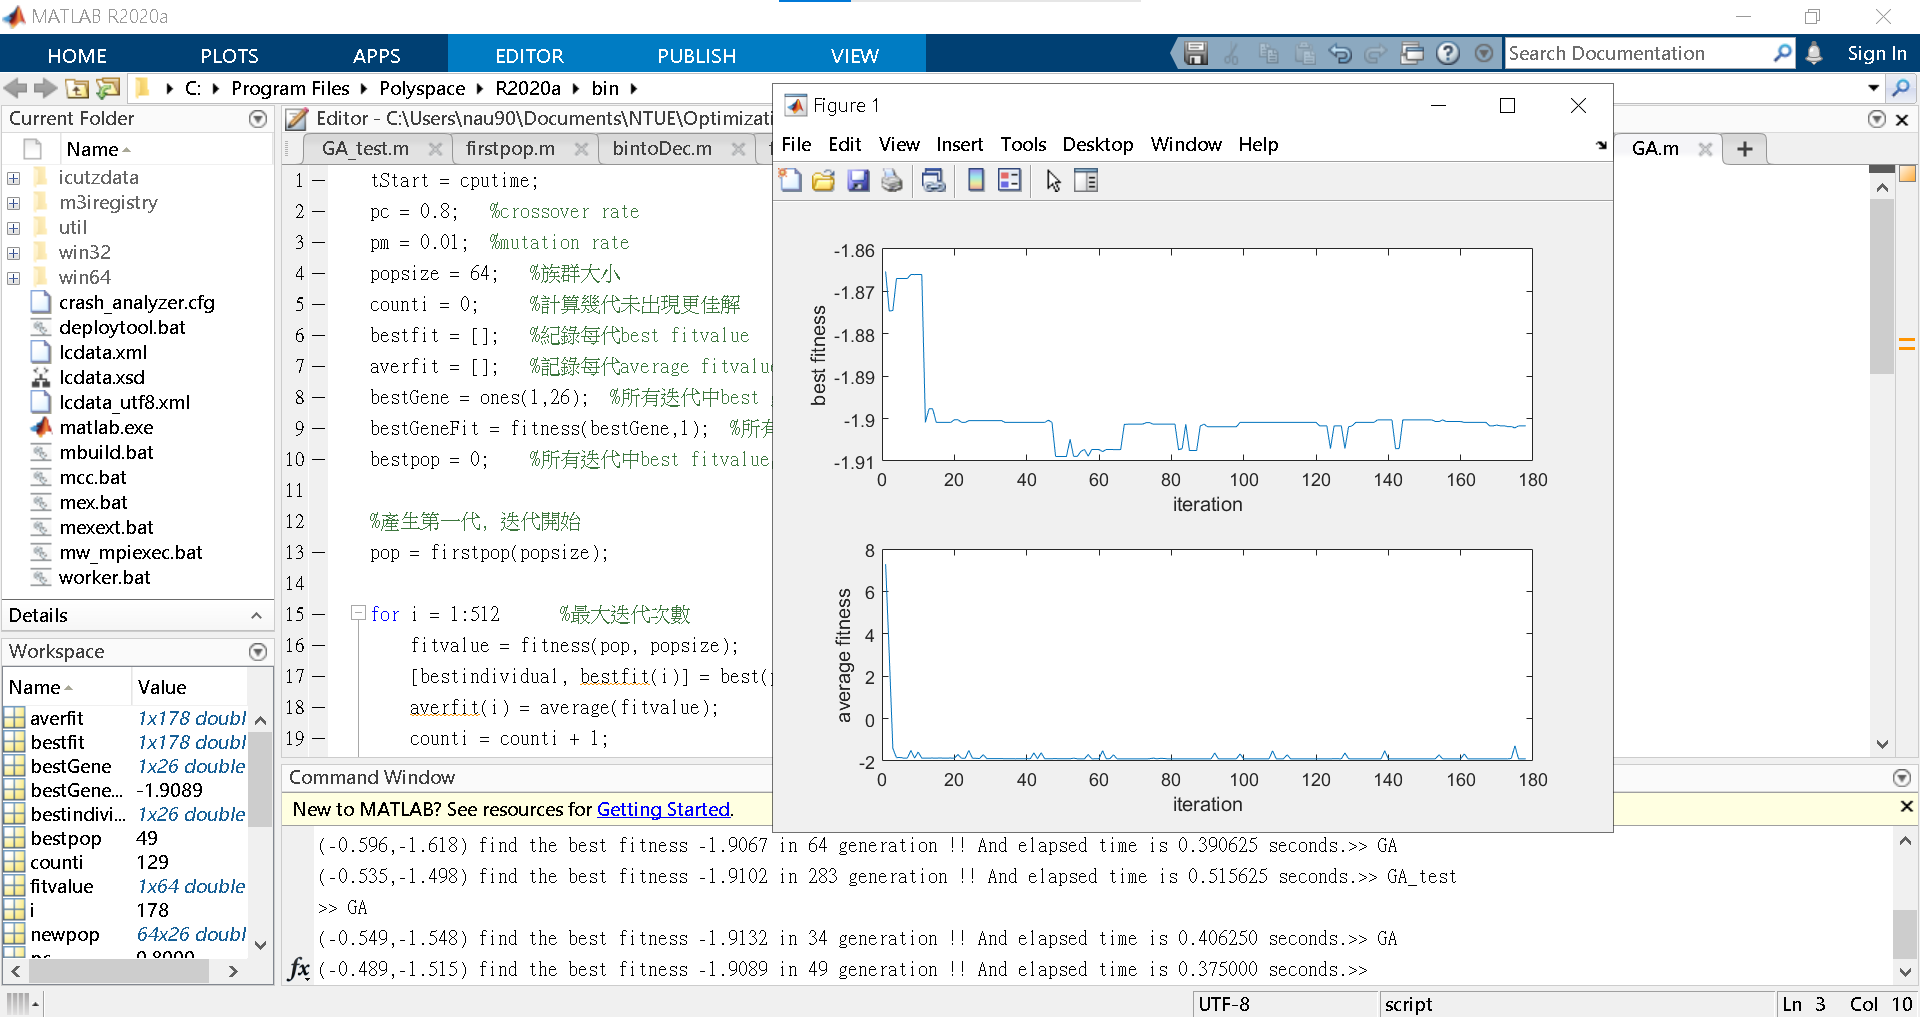 MATLAB R2020a
HOME PLOTS APPS EDITOR PUBLISH VIEW
Search Documentation
Sign In
C: Program Files Polyspace R2020a bin
Current Folder
Name
icutzdata
m3iregistry
util
win32
win64
crash_analyzer.cfg
deploytool.bat
lcdata.xml
lcdata.xsd
lcdata_utf8.xml
matlab.exe
mbuild.bat
mcc.bat
mex.bat
mexext.bat
mw_mpiexec.bat
worker.bat
Details
Workspace
Name Value
averfit 1x178 doubl
bestfit 1x178 doubl
bestGene 1x26 double
bestGene... -1.9089
bestindivi... 1x26 double
bestpop 49
counti 129
fitvalue 1x64 double
i 178
newpop 64x26 doubl
Editor - C:\Users\nau90\Documents\NTUE\Optimizati
GA_test.m firstpop.m bintoDec.m GA.m
1 tStart = cputime;
2 pc = 0.8; %crossover rate
3 pm = 0.01; %mutation rate
4 popsize = 64; %族群大小
5 counti = 0; %計算幾代未出現更佳解
6 bestfit = []; %紀錄每代best fitvalue
7 averfit = []; %記錄每代average fitvalu
8 bestGene = ones(1,26); %所有迭代中best
9 bestGeneFit = fitness(bestGene,1); %所有
10 bestpop = 0; %所有迭代中best fitvalue
11
12 %產生第一代, 迭代開始
13 pop = firstpop(popsize);
14
15 for i = 1:512 %最大迭代次數
16 fitvalue = fitness(pop, popsize);
17 [bestindividual, bestfit(i)] = best(
18 averfit(i) = average(fitvalue);
19 counti = counti + 1;
Figure 1
File Edit View Insert Tools Desktop Window Help
-1.86
-1.87
-1.88
-1.89
-1.9
-1.91
best fitness
0 20 40 60 80 100 120 140 160 180
iteration
8
6
4
2
0
-2
average fitness
0 20 40 60 80 100 120 140 160 180
iteration
Command Window
New to MATLAB? See resources for Getting Started.
(-0.596,-1.618) find the best fitness -1.9067 in 64 generation !! And elapsed time is 0.390625 seconds.>> GA
(-0.535,-1.498) find the best fitness -1.9102 in 283 generation !! And elapsed time is 0.515625 seconds.>> GA_test
>> GA
(-0.549,-1.548) find the best fitness -1.9132 in 34 generation !! And elapsed time is 0.406250 seconds.>> GA
fx (-0.489,-1.515) find the best fitness -1.9089 in 49 generation !! And elapsed time is 0.375000 seconds.>>
UTF-8 script Ln 3 Col 10